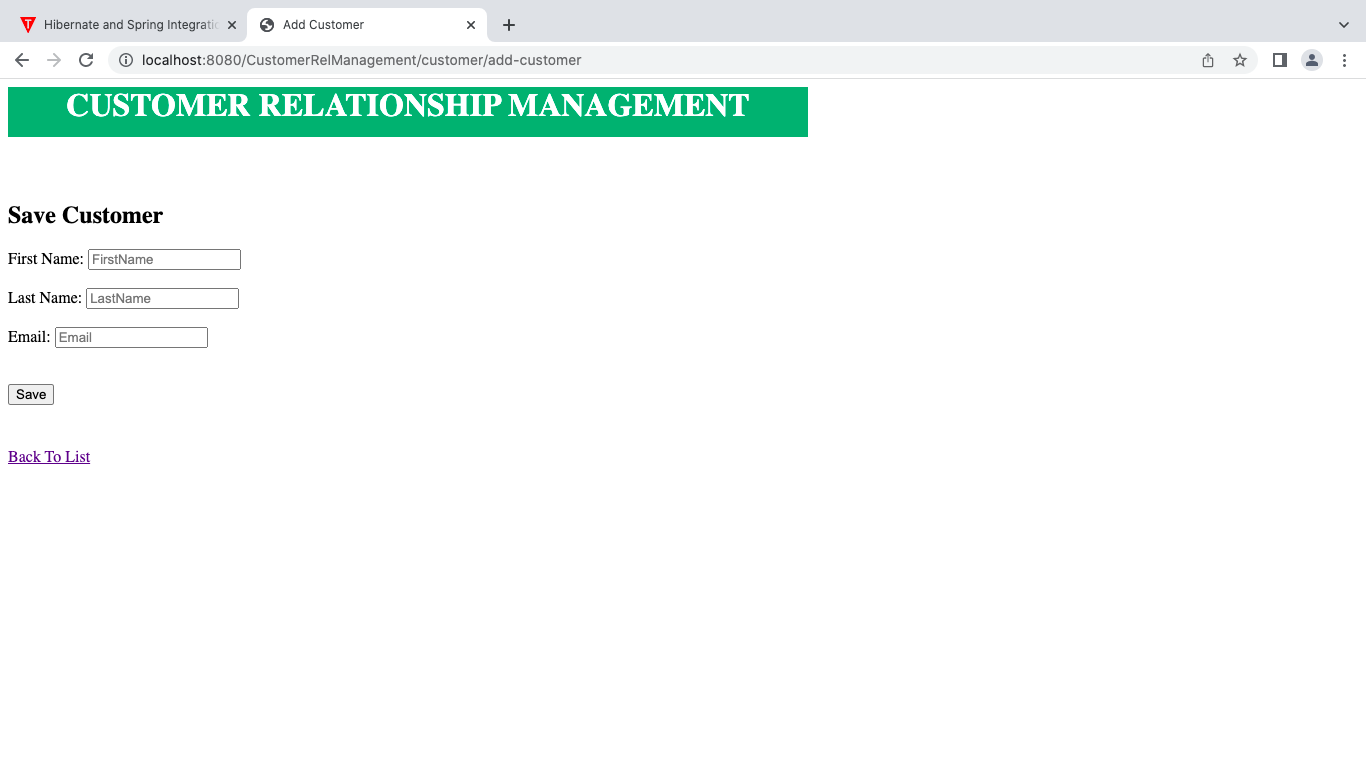 Hibernate and Spring Integratic
Add Customer
localhost:8080/CustomerRelManagement/customer/add-customer
CUSTOMER RELATIONSHIP MANAGEMENT
Save Customer
First Name: FirstName
Last Name: LastName
Email: Email
Save
Back To List